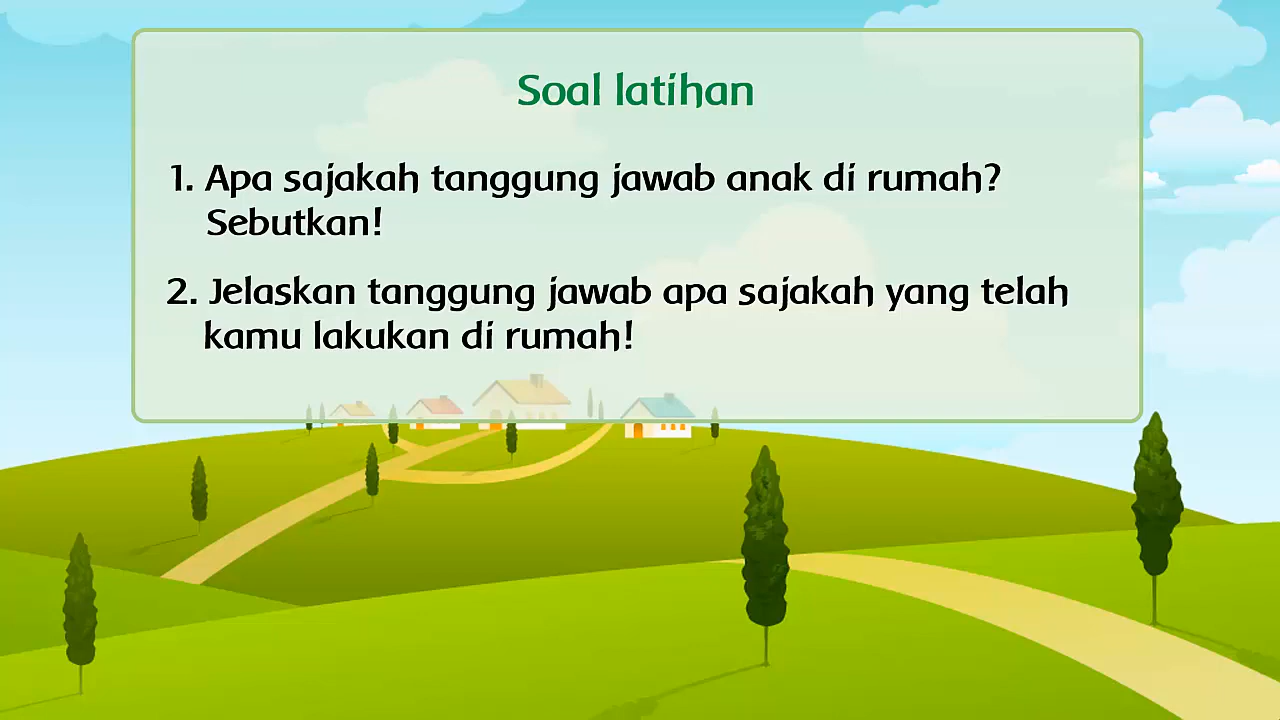 Soal latihan
1. Apa sajakah tanggung jawab anak di rumah?
Sebutkan!
2. Jelaskan tanggung jawab apa sajakah yang telah
kamu lakukan di rumah!